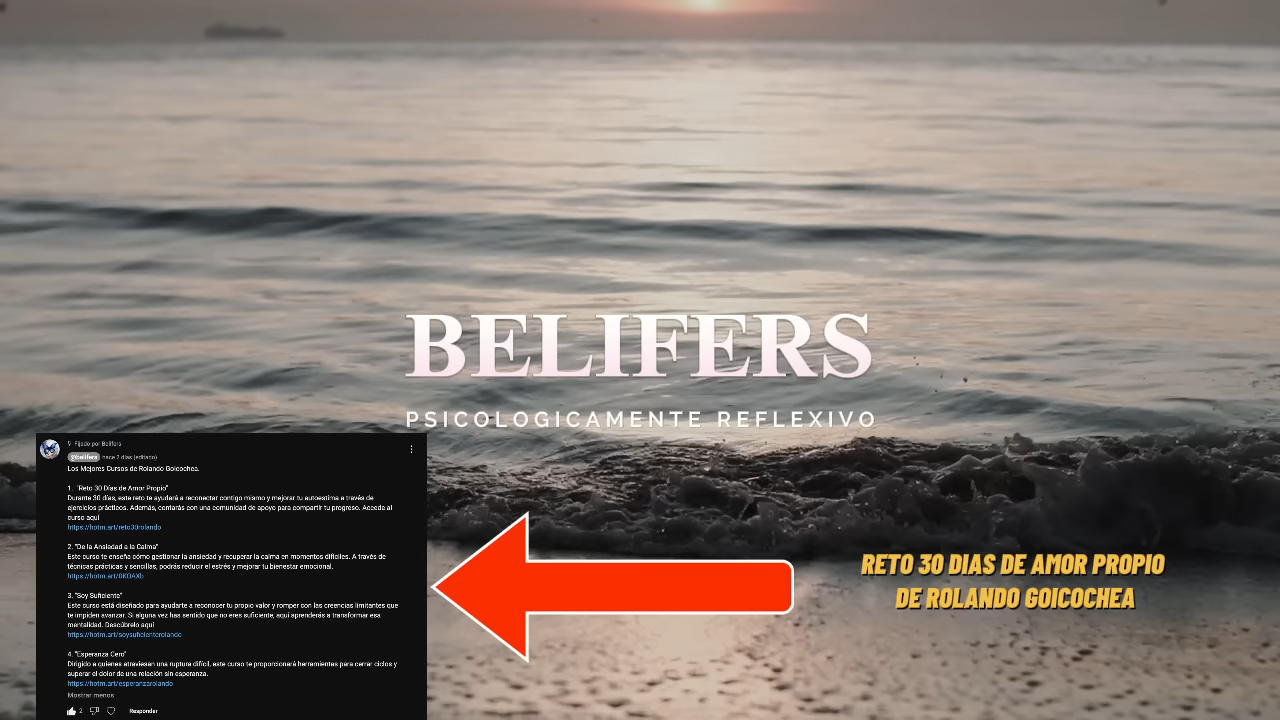 BELIFERS
PSICOLOGICAMENTE REFLEXIVO
Fijado por Belifers
@belifers hace 2 días (editado)
Los Mejores Cursos de Rolando Goicochea.
1. "Reto 30 Días de Amor Propio"
Durante 30 días, este reto te ayudará a reconectar contigo mismo y mejorar tu autoestima a través de
ejercicios prácticos. Además, contarás con una comunidad de apoyo para compartir tu progreso. Accede al
curso aquí
https://hotm.art/reto30rolando
2. "De la Ansiedad a la Calma"
Este curso te enseña cómo gestionar la ansiedad y recuperar la calma en momentos difíciles. A través de
técnicas prácticas y sencillas, podrás reducir el estrés y mejorar tu bienestar emocional.
https://hotm.art/0KOAXb
3. "Soy Suficiente"
Este curso está diseñado para ayudarte a reconocer tu propio valor y romper con las creencias limitantes que
te impiden avanzar. Si alguna vez has sentido que no eres suficiente, aquí aprenderás a transformar esa
mentalidad. Descúbrelo aquí
https://hotm.art/soysuficienterolando
4. "Esperanza Cero"
Dirigido a quienes atraviesan una ruptura difícil, este curso te proporcionará herramientas para cerrar ciclos y
superar el dolor de una relación sin esperanza.
https://hotm.art/esperanzarolando
Mostrar menos
2 Responder
RETO 30 DIAS DE AMOR PROPIO
DE ROLANDO GOICOCHEA